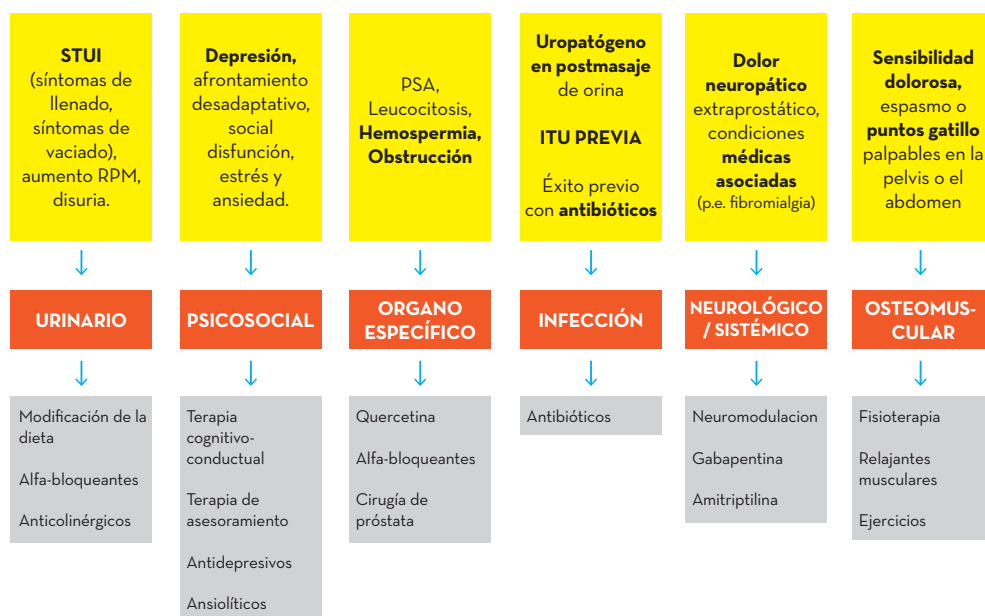 STUI
(síntomas de
llenado,
síntomas de
vaciado),
aumento RPM,
disuria.
Depresión,
afrontamiento
desadaptativo,
social
disfunción,
estrés y
ansiedad.
PSA,
Leucocitosis,
Hemospermia,
Obstrucción
Uropatógeno
en postmasaje
de orina
ITU PREVIA
Éxito previo
con antibióticos
Dolor
neuropático
extraprostático,
condiciones
médicas
asociadas
(p.e. fibromialgia)
Sensibilidad
dolorosa,
espasmo o
puntos gatillo
palpables en la
pelvis o el
abdomen
URINARIO
PSICOSOCIAL
ORGANO
ESPECÍFICO
INFECCIÓN
NEUROLÓGICO
/ SISTÉMICO
OSTEOMUS-
CULAR
Modificación de la
dieta
Alfa-bloqueantes
Anticolinérgicos
Terapia
cognitivo-
conductual
Terapia de
asesoramiento
Antidepresivos
Ansiolíticos
Quercetina
Alfa-bloqueantes
Cirugía de
próstata
Antibióticos
Neuromodulacion
Gabapentina
Amitriptilina
Fisioterapia
Relajantes
musculares
Ejercicios